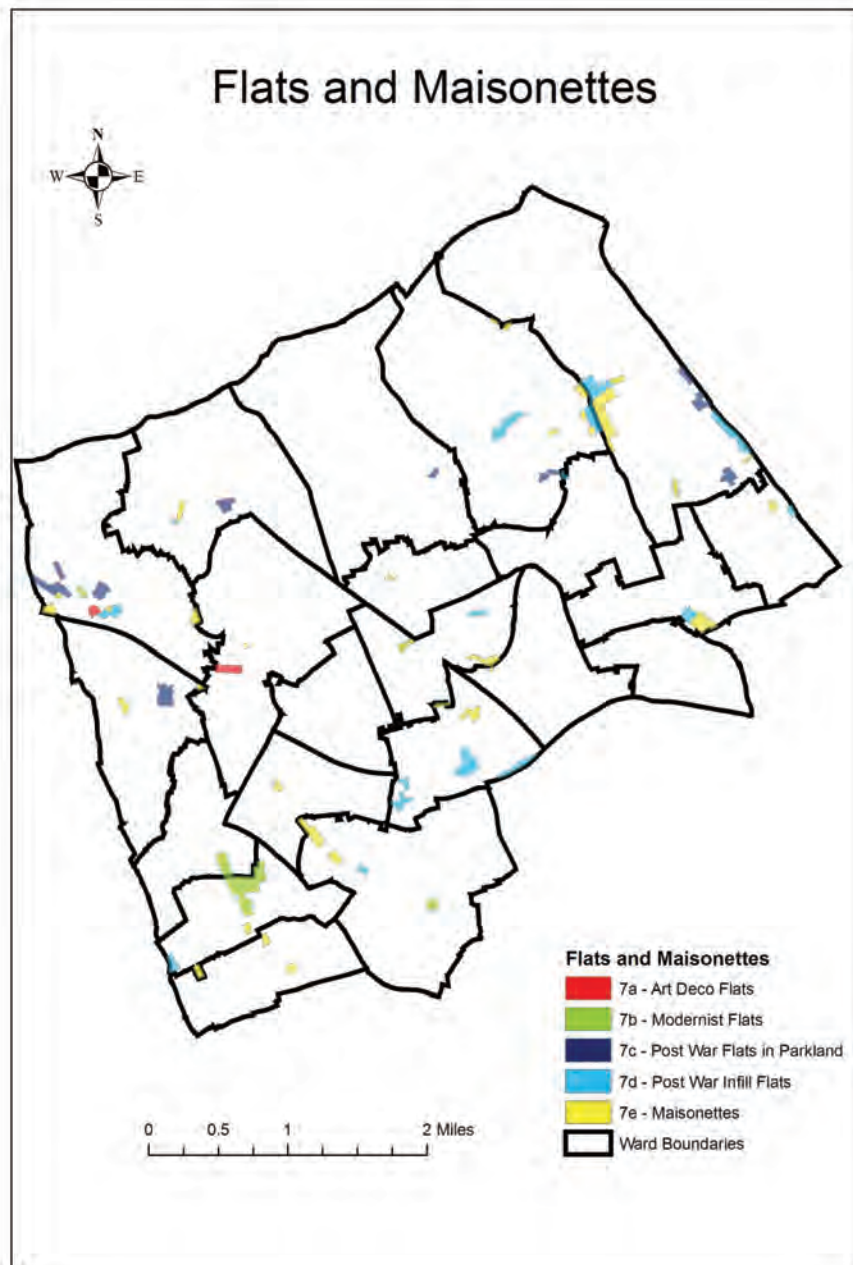 Flats and Maisonettes
N
W E
S
Flats and Maisonettes
7a - Art Deco Flats
7b - Modernist Flats
7c - Post War Flats in Parkland
7d - Post War Infill Flats
7e - Maisonettes
Ward Boundaries
0 0.5 1 2 Miles